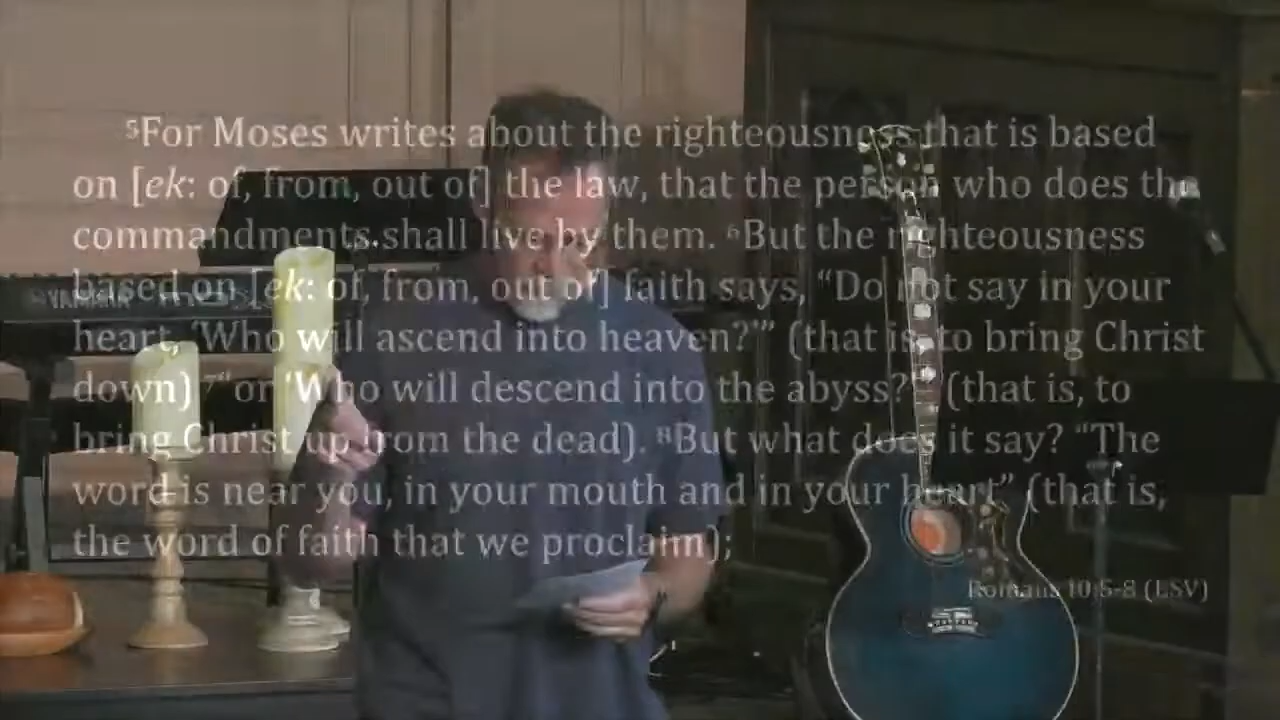 ⁵For Moses writes about the righteousness that is based
on [ek: of, from, out of] the law, that the person who does the
commandments shall live by them. ⁶But the righteousness
based on [ek: of, from, out of] faith says, “Do not say in your
heart, ‘Who will ascend into heaven?’” (that is, to bring Christ
down) ⁷“or ‘Who will descend into the abyss?’” (that is, to
bring Christ up from the dead). ⁸But what does it say? “The
word is near you, in your mouth and in your heart” (that is,
the word of faith that we proclaim);
Romans 10:5-8 (ESV)
YAMAHA